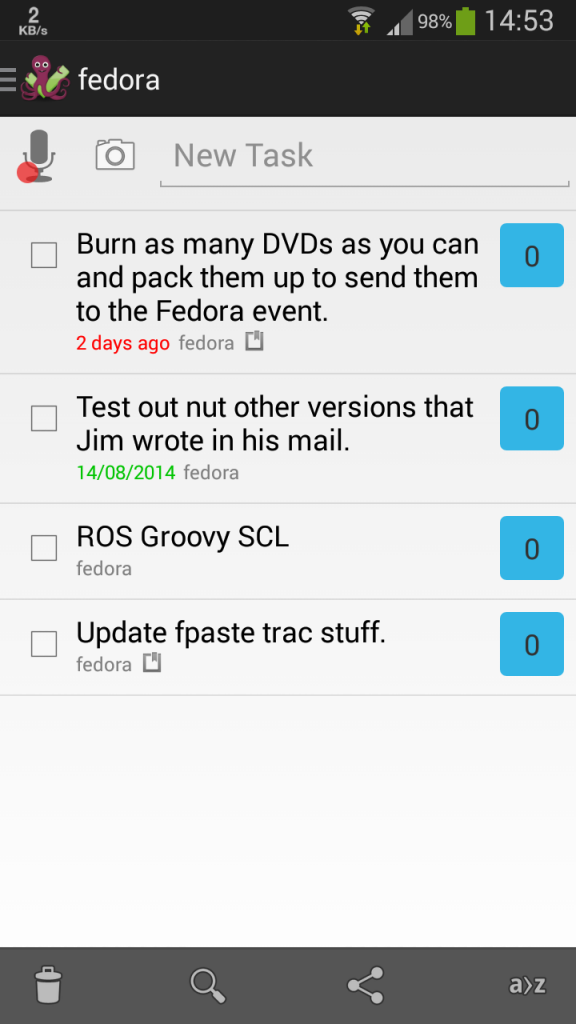 2
KB/s
98%
14:53
fedora
New Task
Burn as many DVDs as you can
and pack them up to send them
to the Fedora event.
0
2 days ago fedora
Test out nut other versions that
Jim wrote in his mail.
0
14/08/2014 fedora
ROS Groovy SCL
0
fedora
Update fpaste trac stuff.
0
fedora
a>z